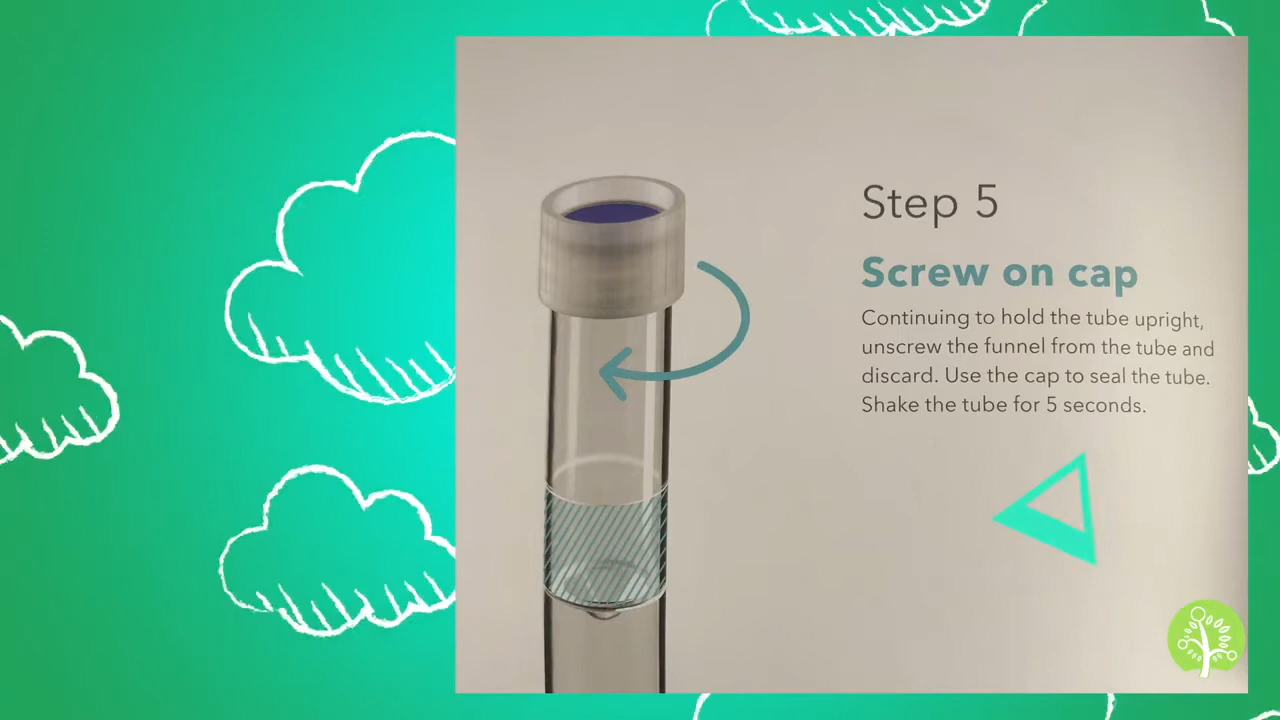 Step 5
Screw on cap
Continuing to hold the tube upright,
unscrew the funnel from the tube and
discard. Use the cap to seal the tube.
Shake the tube for 5 seconds.